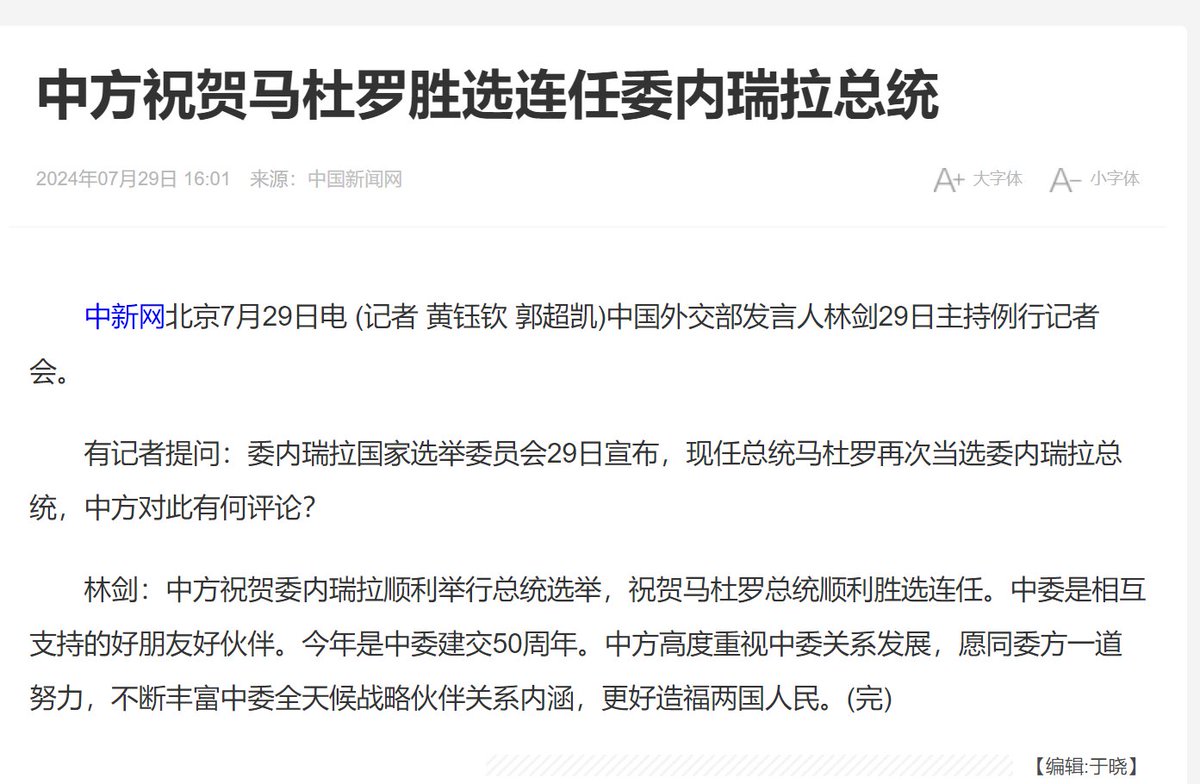 中方祝贺马杜罗胜选连任委内瑞拉总统
2024年07月29日 16:01 来源：中国新闻网 A+ 大字体 A- 小字体
中新网北京7月29日电 (记者 黄钰钦 郭超凯)中国外交部发言人林剑29日主持例行记者
会。
有记者提问：委内瑞拉国家选举委员会29日宣布，现任总统马杜罗再次当选委内瑞拉总
统，中方对此有何评论？
林剑：中方祝贺委内瑞拉顺利举行总统选举，祝贺马杜罗总统顺利胜选连任。中委是相互
支持的好朋友好伙伴。今年是中委建交50周年。中方高度重视中委关系发展，愿同委方一道
努力，不断丰富中委全天候战略伙伴关系内涵，更好造福两国人民。(完)
【编辑:于晓】